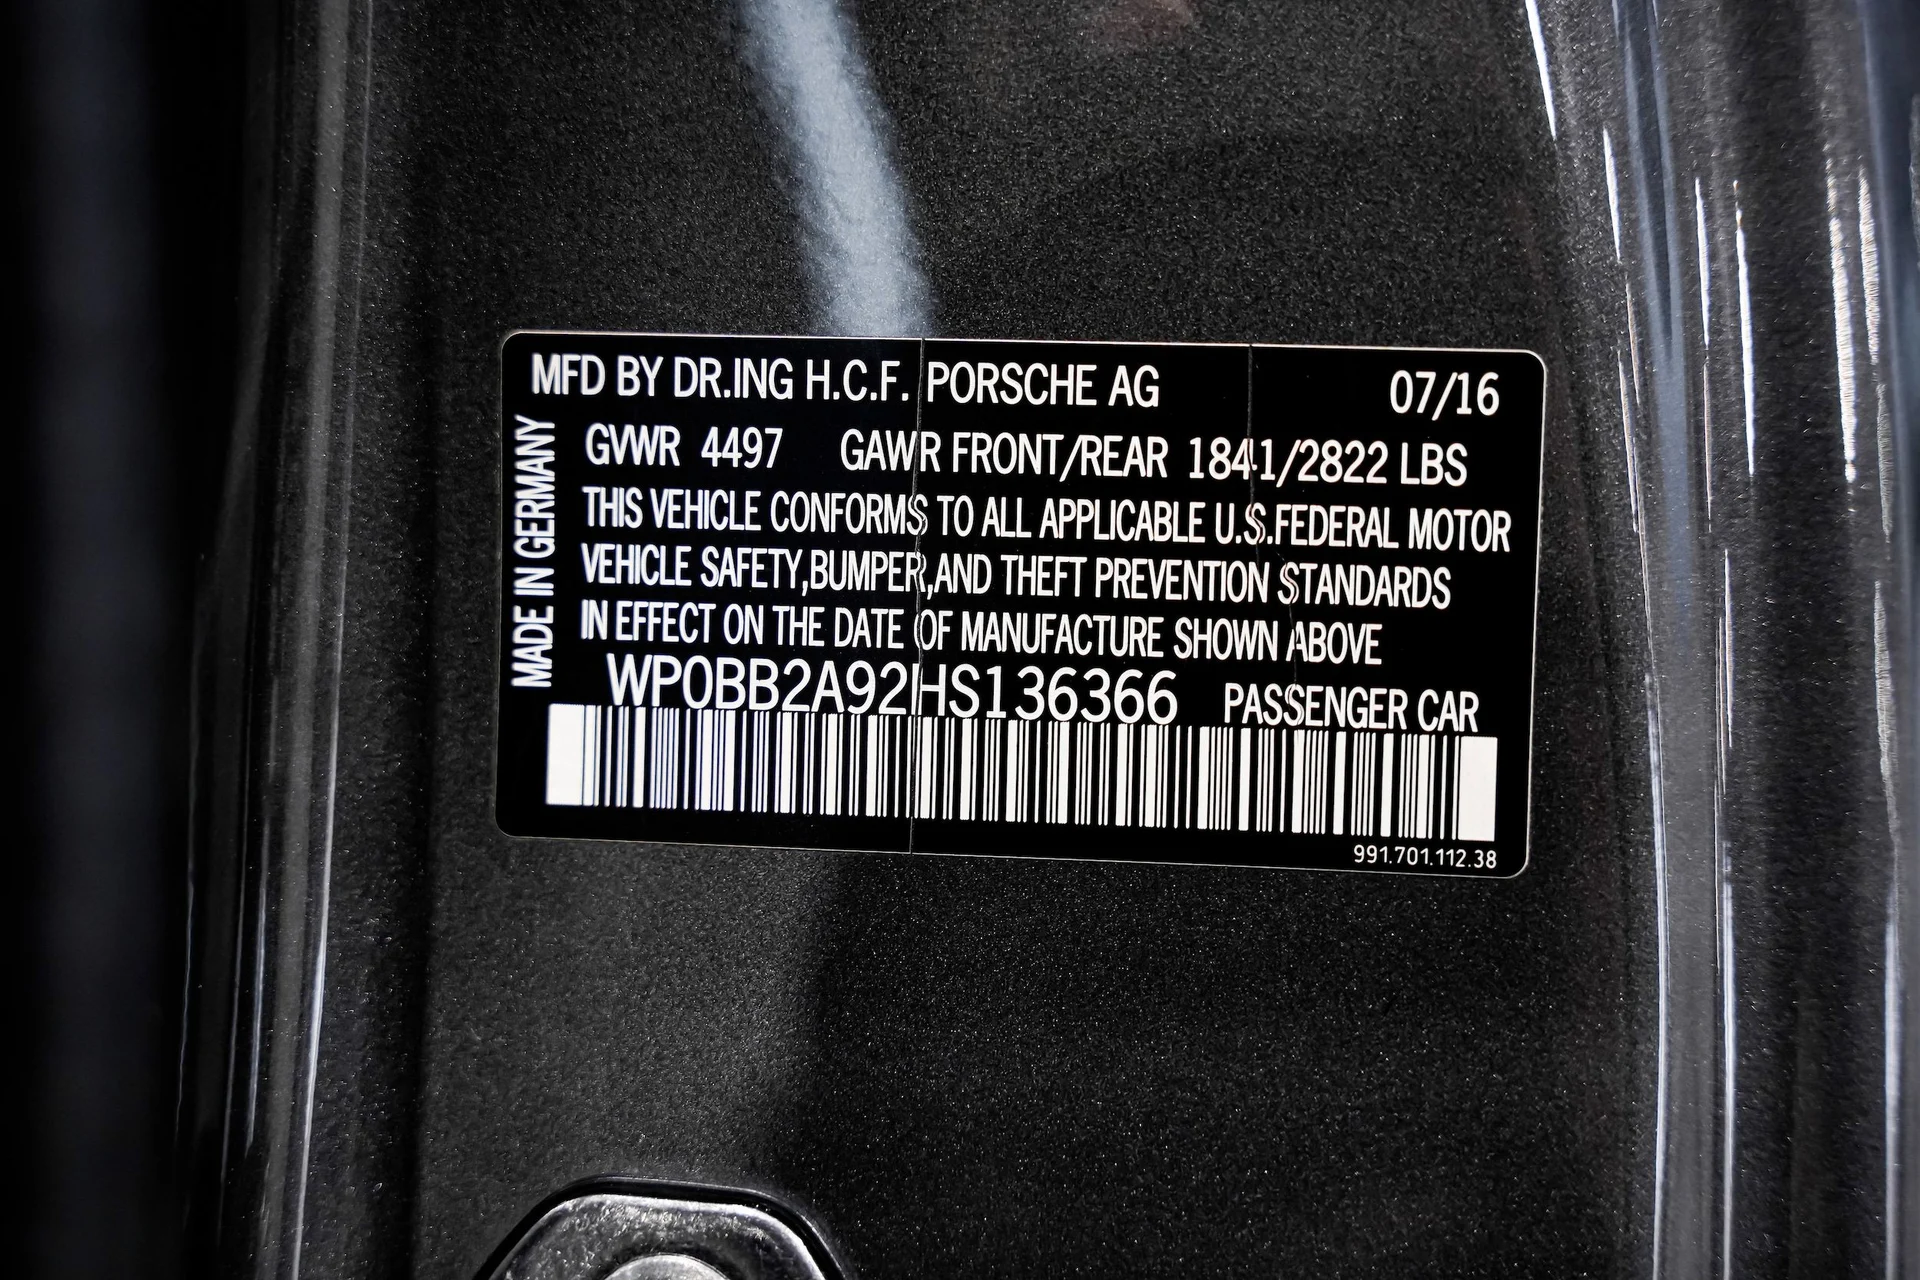 MFD BY DR.ING H.C.F. PORSCHE AG 07/16
MADE IN GERMANY
GVWR 4497 GAWR FRONT/REAR 1841/2822 LBS
THIS VEHICLE CONFORMS TO ALL APPLICABLE U.S.FEDERAL MOTOR
VEHICLE SAFETY,BUMPER,AND THEFT PREVENTION STANDARDS
IN EFFECT ON THE DATE OF MANUFACTURE SHOWN ABOVE
WP0BB2A92HS136366 PASSENGER CAR
991.701.112.38